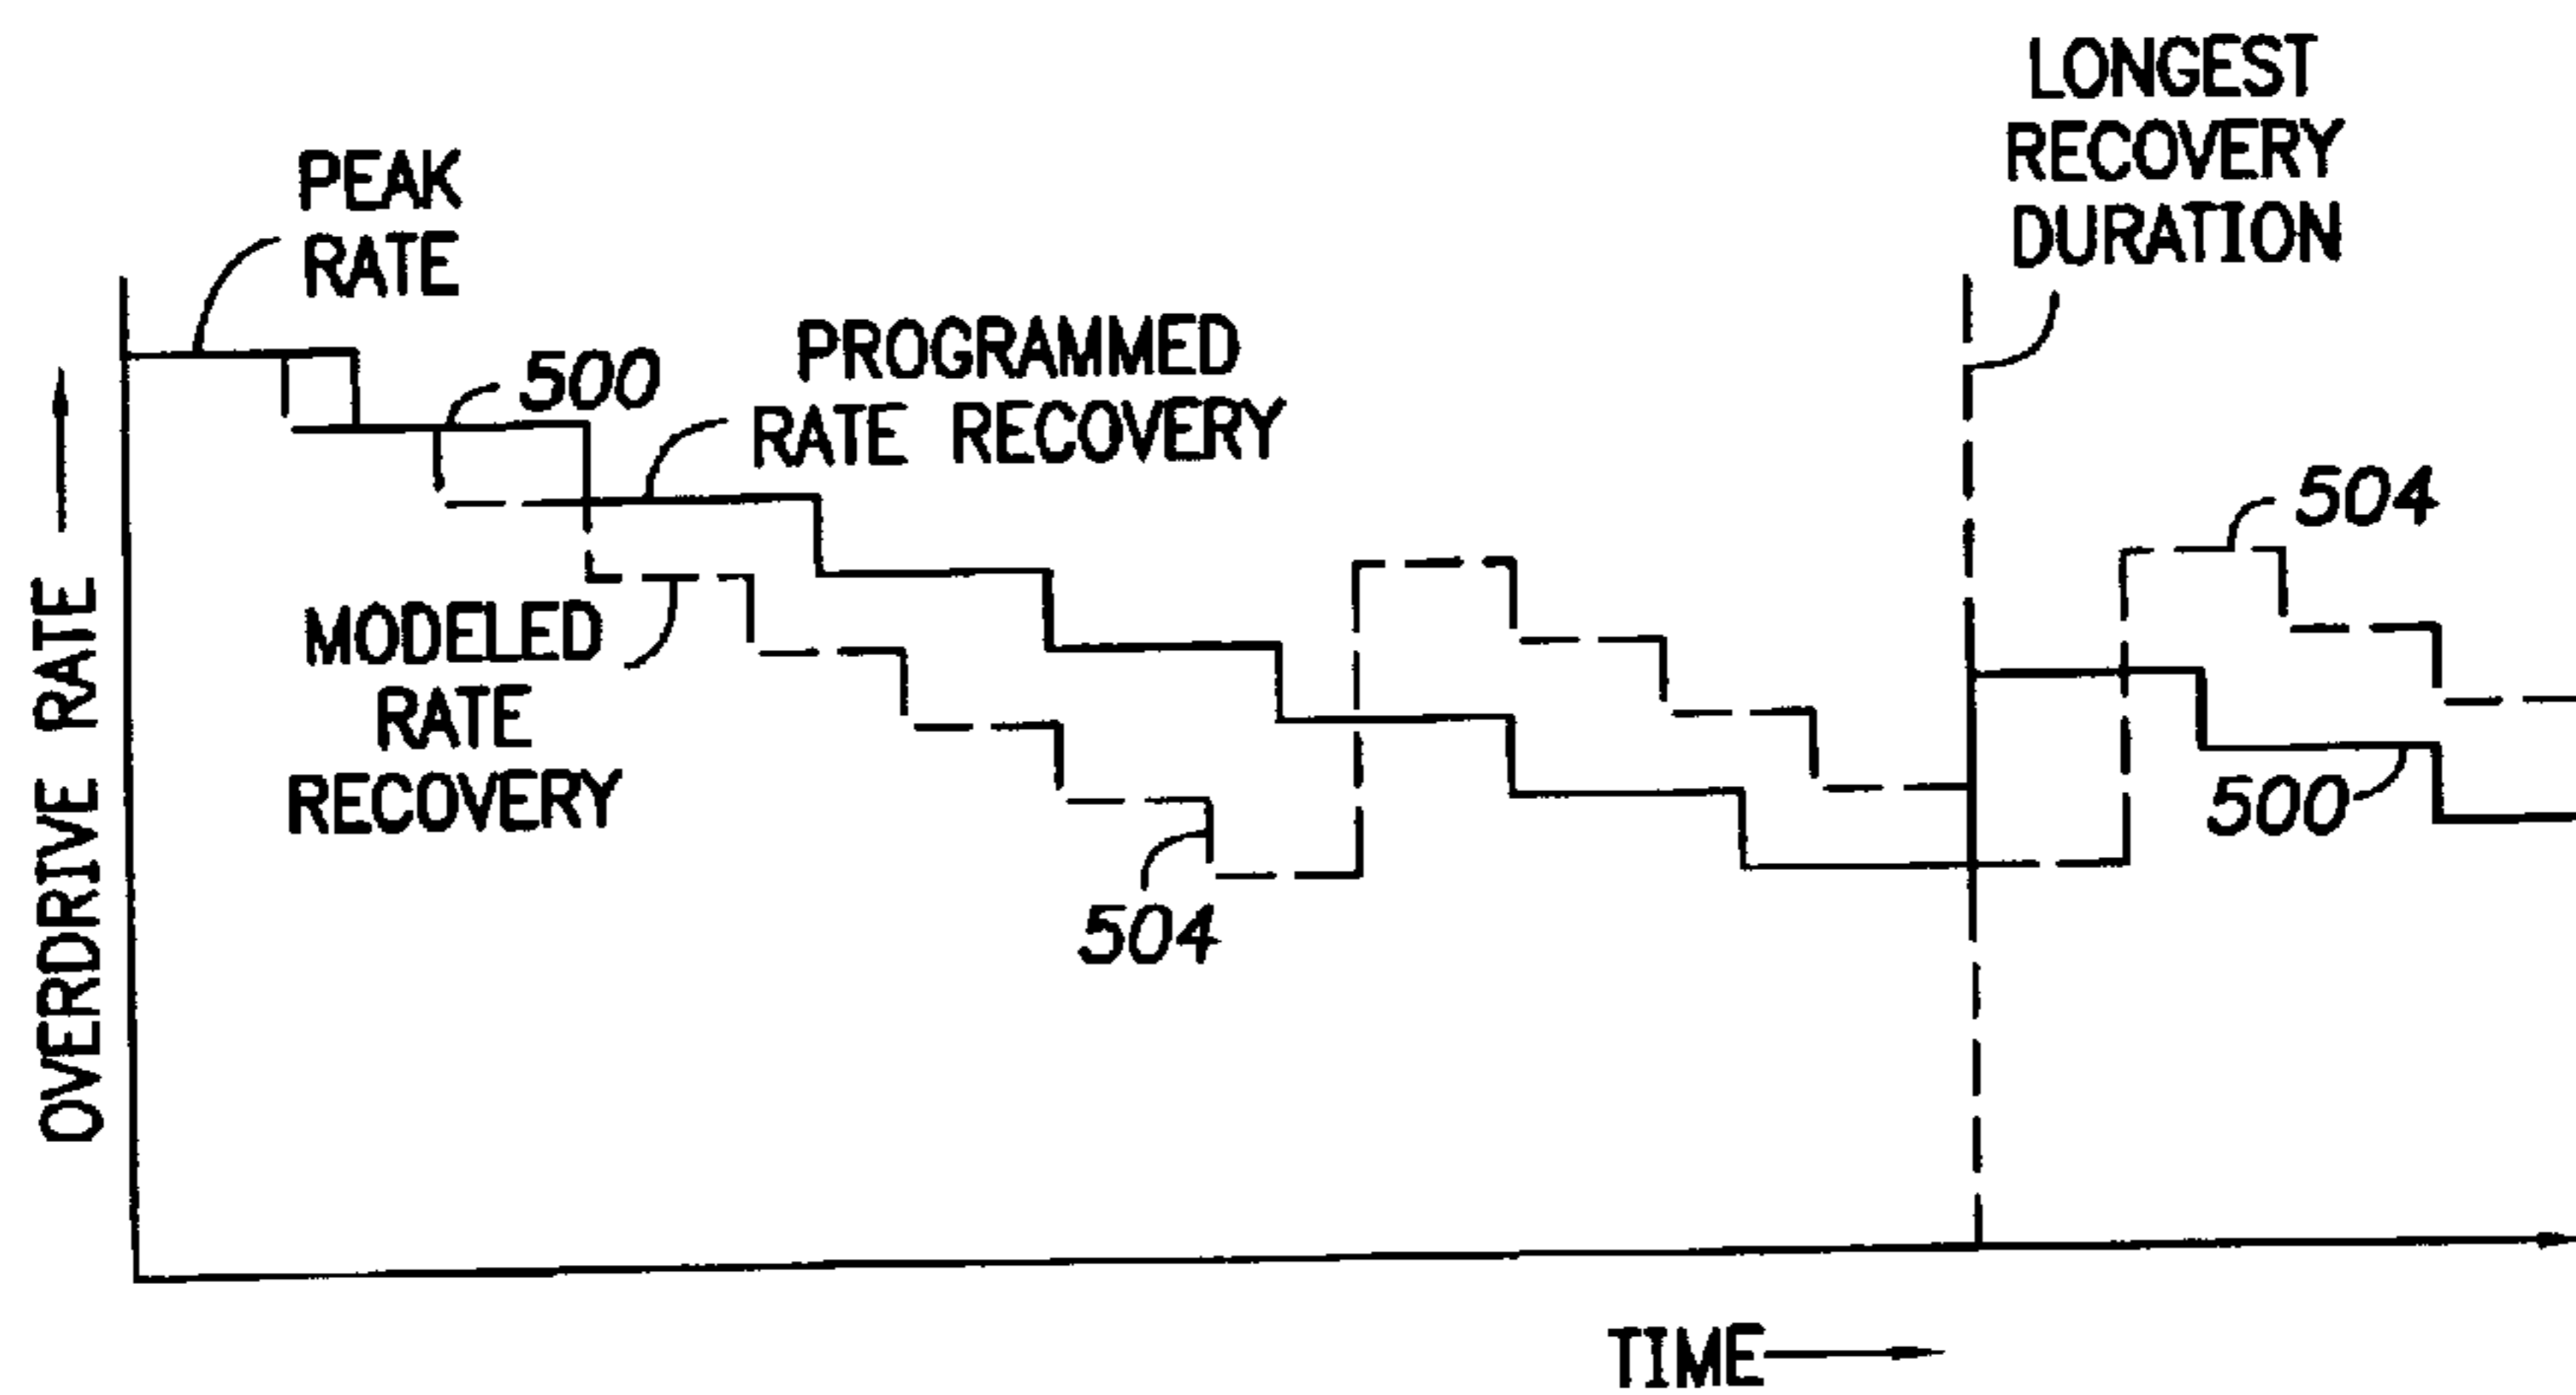 LONGEST
RECOVERY
DURATION
PEAK
RATE
500
PROGRAMMED
RATE RECOVERY
504
MODELED
RATE
RECOVERY
500
504
OVERDRIVE RATE
TIME